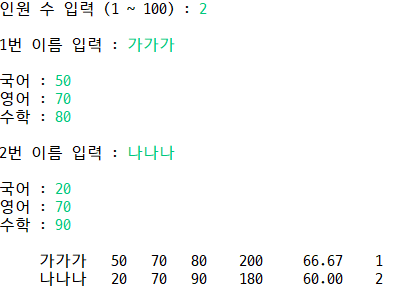 인원 수 입력 (1 ~ 100) : 2
1번 이름 입력 : 가가가
국어 : 50
영어 : 70
수학 : 80
2번 이름 입력 : 나나나
국어 : 20
영어 : 70
수학 : 90
가가가 50 70 80 200 66.67 1
나나나 20 70 90 180 60.00 2